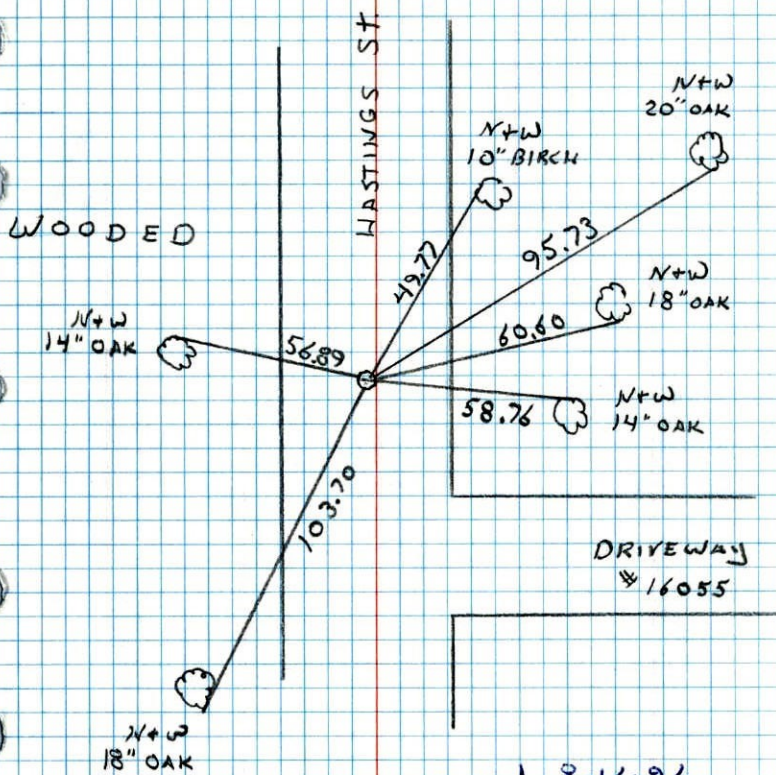 HASTINGS St
N+W
20" OAK
N+W
10" BIRCH
WOODED
49.77
95.73
N+W
18" OAK
N+W
14" OAK
56.89
60.60
58.76
N+W
14" OAK
103.70
DRIVEWAY
#16055
N+W
18" OAK